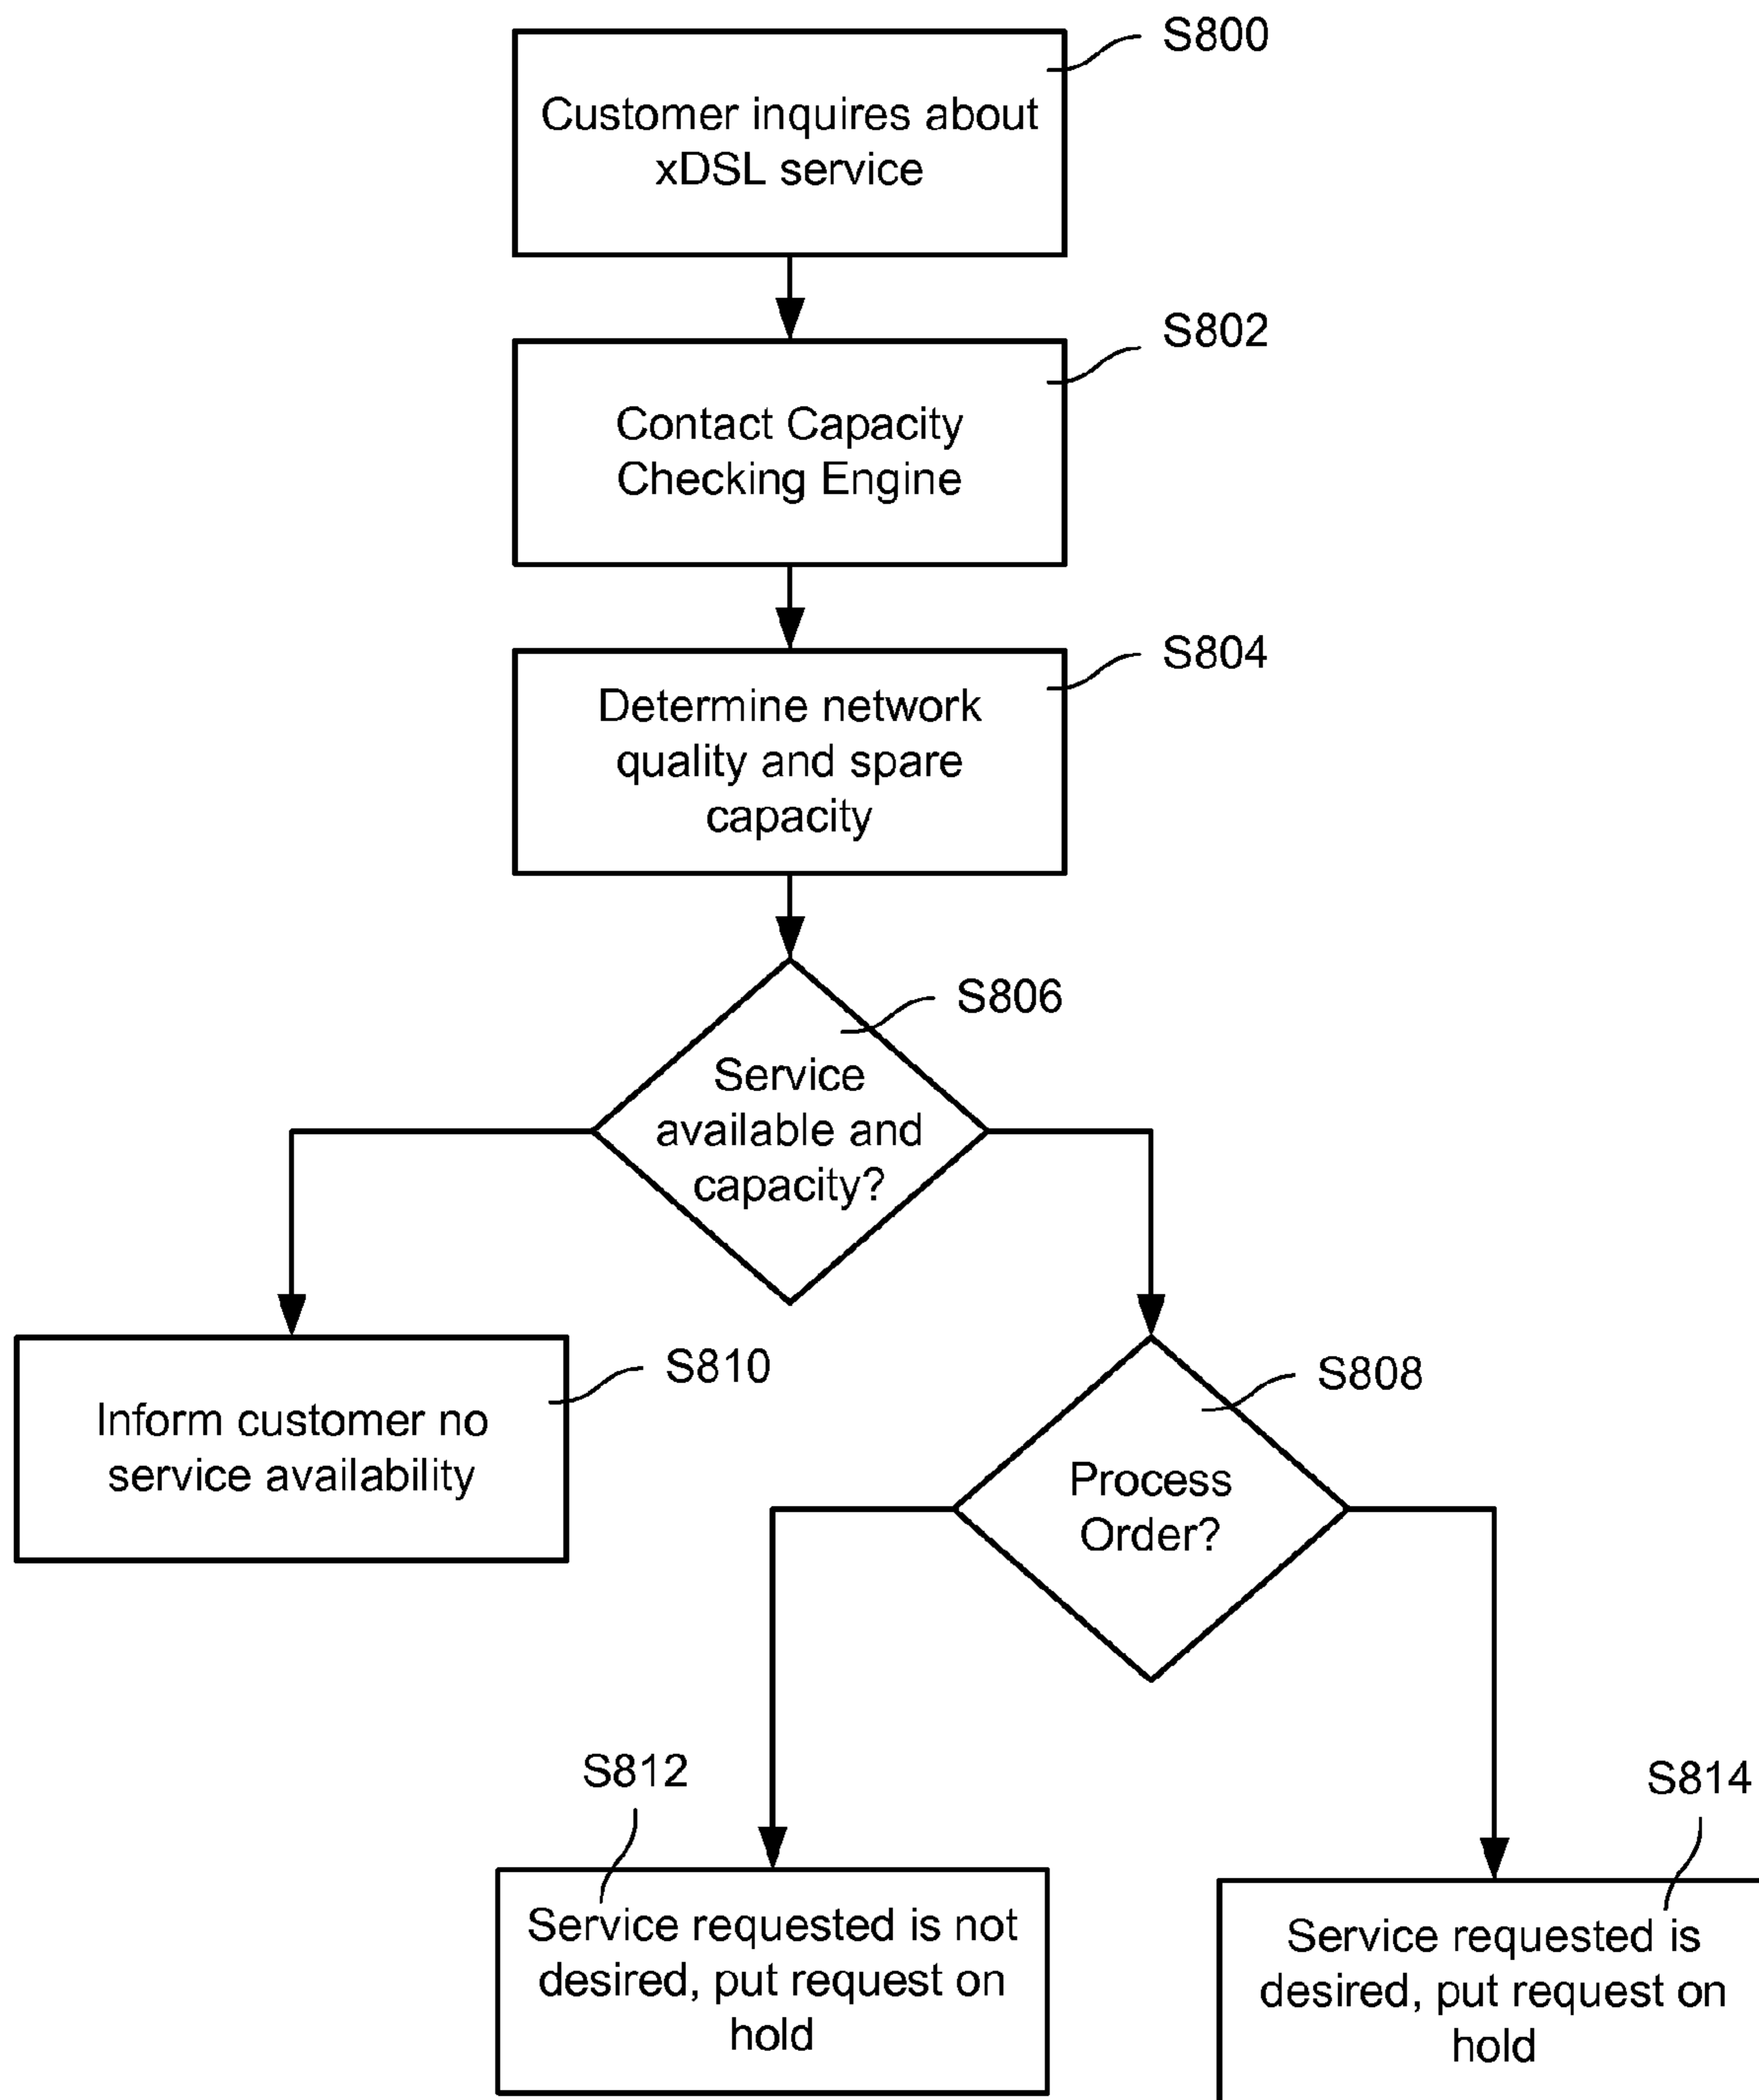 S800
Customer inquires about
xDSL service
S802
Contact Capacity
Checking Engine
S804
Determine network
quality and spare
capacity
S806
Service
available and
capacity?
S810
Inform customer no
service availability
S808
Process
Order?
S812
Service requested is not
desired, put request on
hold
S814
Service requested is
desired, put request on
hold